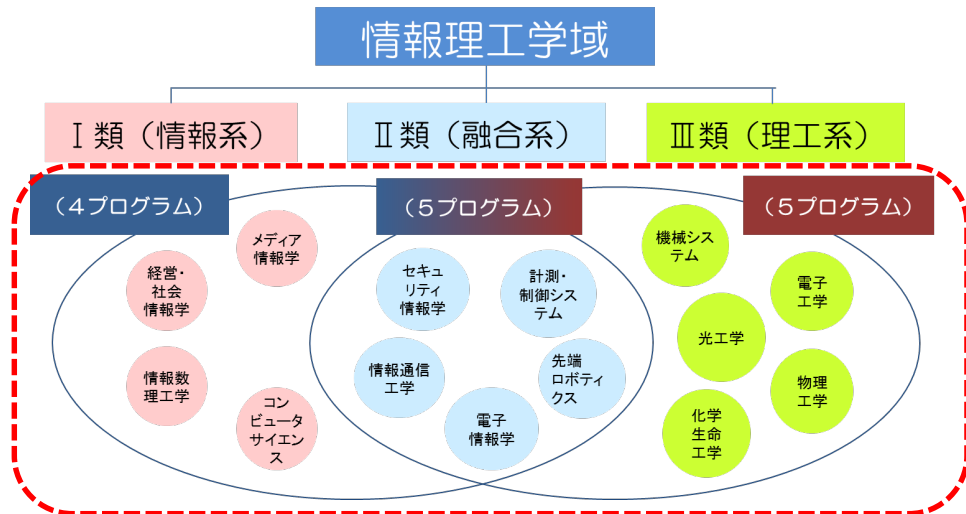 情報理工学域
Ⅰ類（情報系）
Ⅱ類（融合系）
Ⅲ類（理工系）
（４プログラム）
（５プログラム）
（５プログラム）
メディア
情報学
経営・
社会
情報学
情報数
理工学
コン
ピュータ
サイエン
ス
セキュ
リティ
情報学
計測・
制御シス
テム
情報通信
工学
先端
ロボティ
クス
電子
情報学
機械シス
テム
電子
工学
光工学
物理
工学
化学
生命
工学